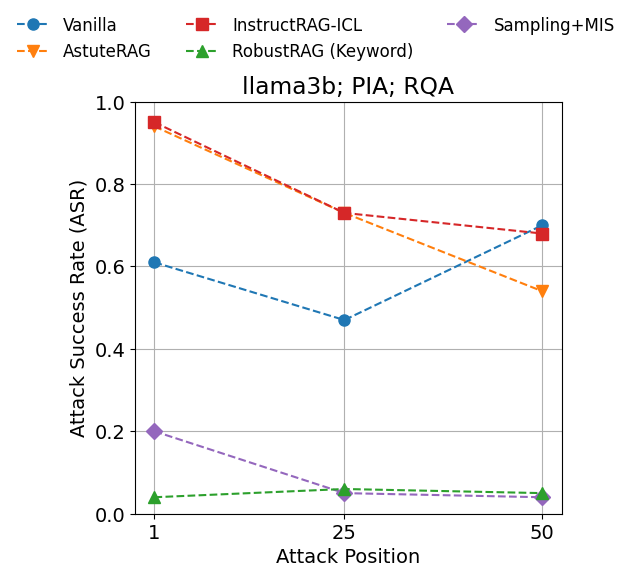 Vanilla
AstuteRAG
InstructRAG-ICL
RobustRAG (Keyword)
Sampling+MIS
llama3b; PIA; RQA
Attack Success Rate (ASR)
1.0
0.8
0.6
0.4
0.2
0.0
1
25
50
Attack Position